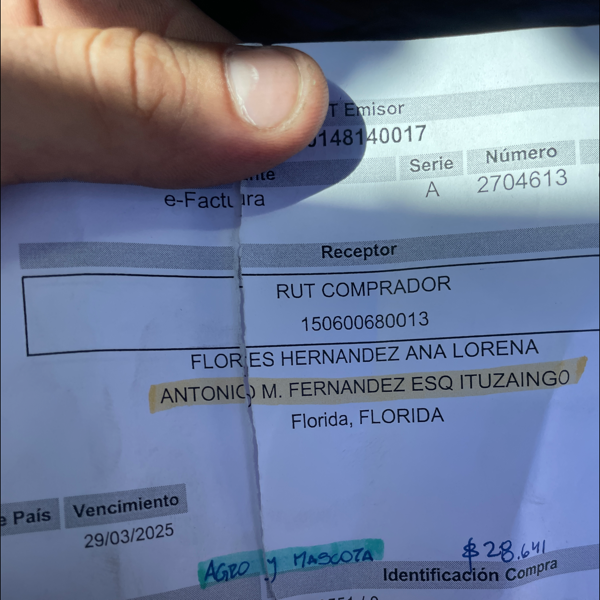 Emisor
148140017
Serie
Número
e-Factura
A
2704613
Receptor
RUT COMPRADOR
150600680013
FLORES HERNANDEZ ANA LORENA
ANTONIO M. FERNANDEZ ESQ ITUZAINGO
Florida, FLORIDA
País
Vencimiento
29/03/2025
AGRO y MASCOTA
$28.641
Identificación Compra